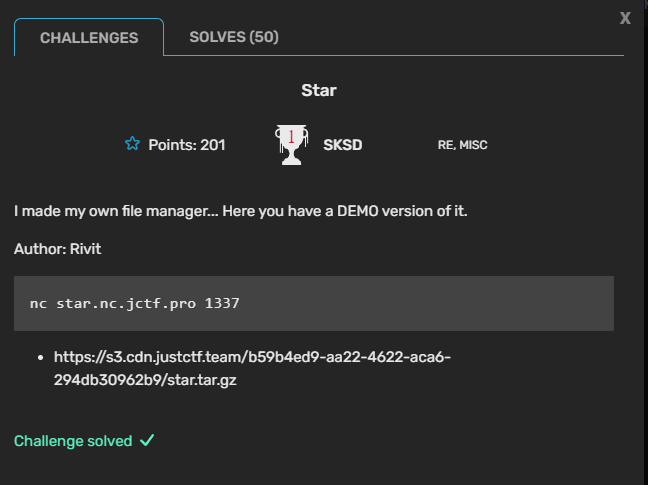 X
CHALLENGES
SOLVES (50)
Star
Points: 201
1
SKSD
RE, MISC
I made my own file manager... Here you have a DEMO version of it.
Author: Rivit
nc star.nc.jctf.pro 1337
• https://s3.cdn.justctf.team/b59b4ed9-aa22-4622-aca6-
294db30962b9/star.tar.gz
Challenge solved ✓